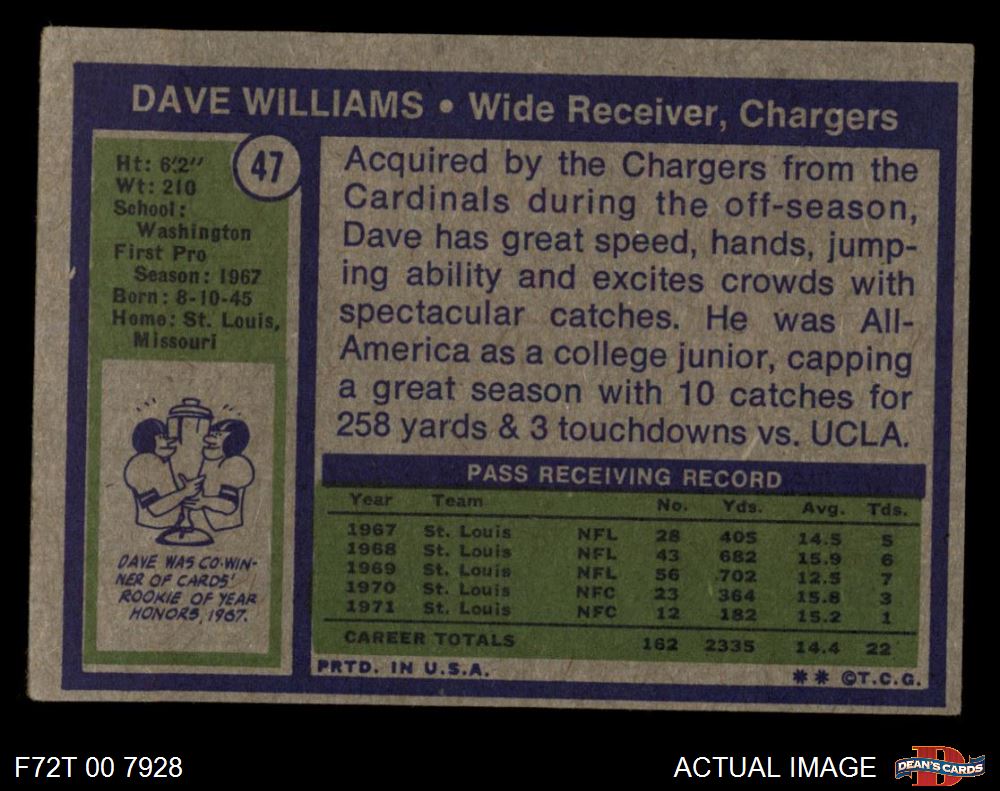 DAVE WILLIAMS • Wide Receiver, Chargers
47
Ht: 6'2"
Wt: 210
School:
Washington
First Pro
Season: 1967
Born: 8-10-45
Home: St. Louis,
Missouri
DAVE WAS CO-WIN-
NER OF CARDS'
ROOKIE OF YEAR
HONORS, 1967.
Acquired by the Chargers from the
Cardinals during the off-season,
Dave has great speed, hands, jump-
ing ability and excites crowds with
spectacular catches. He was All-
America as a college junior, capping
a great season with 10 catches for
258 yards & 3 touchdowns vs. UCLA.
PASS RECEIVING RECORD
Year Team No. Yds. Avg. Tds.
1967 St. Louis NFL 28 405 14.5 5
1968 St. Louis NFL 43 682 15.9 6
1969 St. Louis NFL 56 702 12.5 7
1970 St. Louis NFC 23 364 15.8 3
1971 St. Louis NFC 12 182 15.2 1
CAREER TOTALS 162 2335 14.4 22
PRTD. IN U.S.A. ** ©T.C.G.
F72T 00 7928 ACTUAL IMAGE
D
DEAN'S CARDS